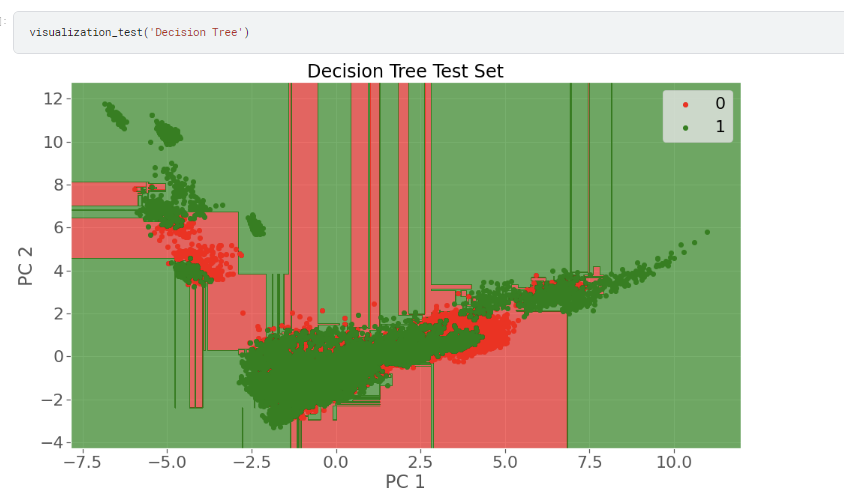 ]:
visualization_test('Decision Tree')
Decision Tree Test Set
0
1
12
10
8
6
4
2
0
−2
−4
PC 2
−7.5 −5.0 −2.5 0.0 2.5 5.0 7.5 10.0
PC 1